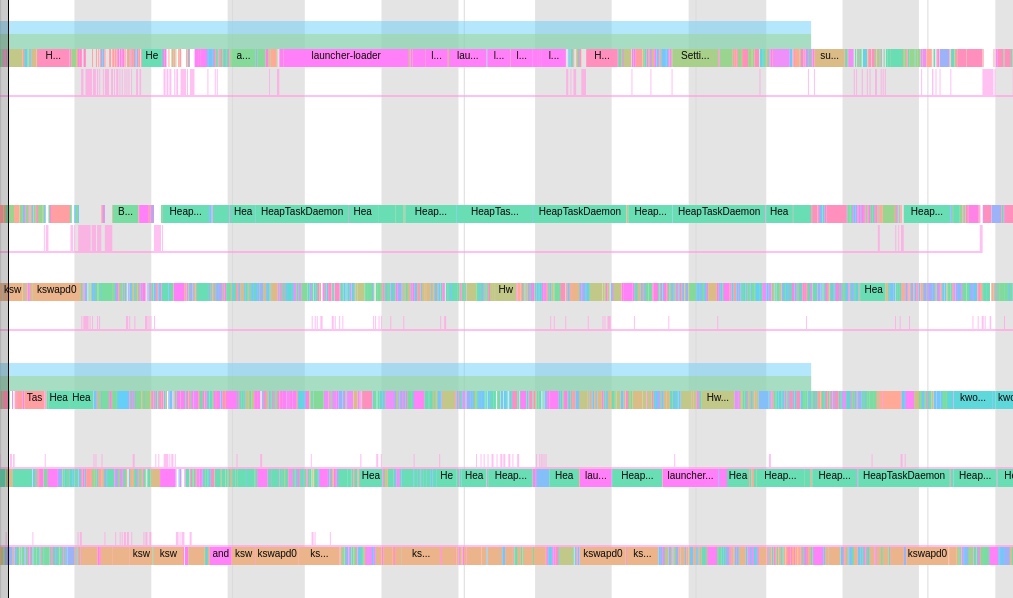 H... He a... launcher-loader l... lau... l... l... l... H... Setti... su...
B... Heap... Hea HeapTaskDaemon Hea Heap... HeapTas... HeapTaskDaemon Heap... HeapTaskDaemon Hea Heap...
ksw kswapd0 Hw Hea
Tas Hea Hea Hw... kwo... kwo
Hea He Hea Heap... Hea lau... Heap... launcher... Hea Heap... Heap... HeapTaskDaemon Heap... He
ksw ksw and ksw kswapd0 ks... ks... kswapd0 ks... kswapd0